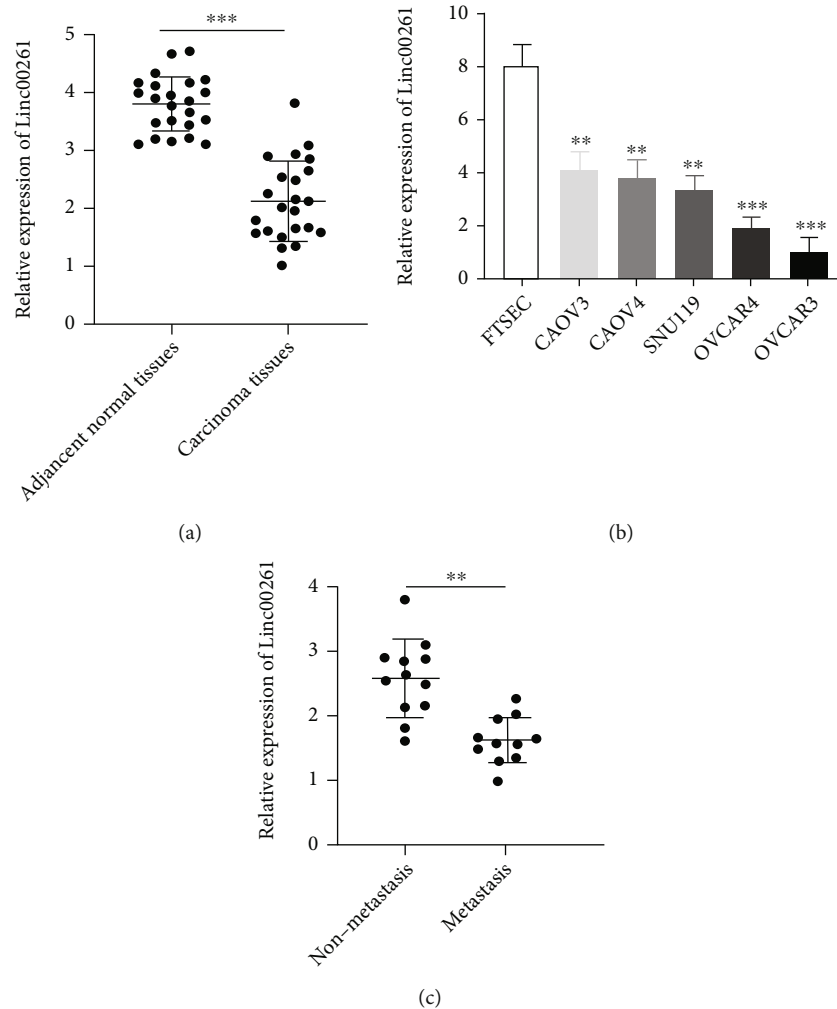 Relative expression of Linc00261
5
4
3
2
1
0
***
Adjancent normal tissues
Carcinoma tissues
(a)
Relative expression of Linc00261
10
8
6
4
2
0
**
**
**
***
***
FTSEC
CAOV3
CAOV4
SNU119
OVCAR4
OVCAR3
(b)
Relative expression of Linc00261
4
3
2
1
0
**
Non–metastasis
Metastasis
(c)